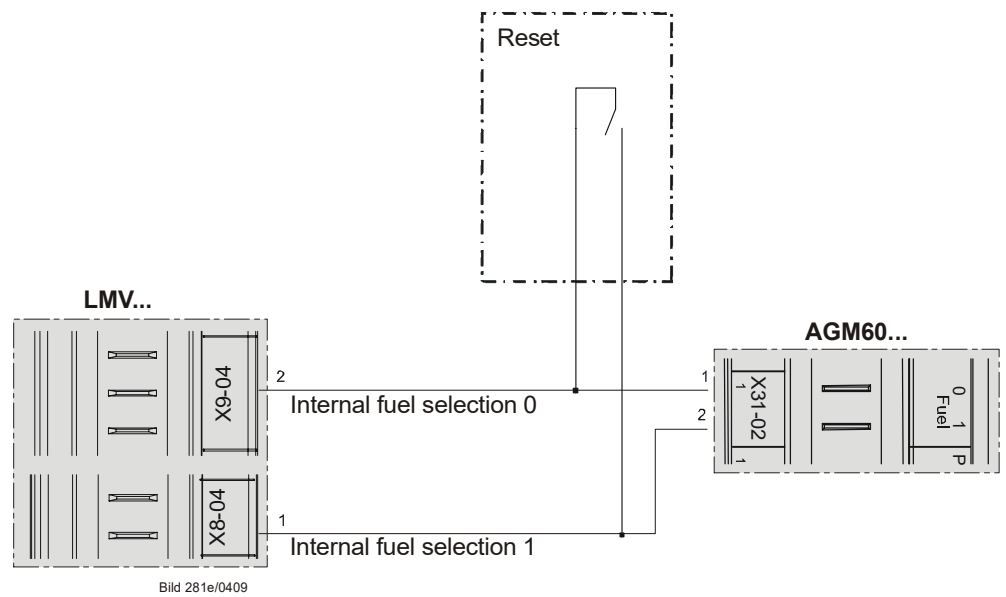 Reset
LMV...
AGM60...
X9-04
2
Internal fuel selection 0
X8-04
1
Internal fuel selection 1
1
2
X31-02
1
1
0 1
Fuel
P
Bild 281e/0409